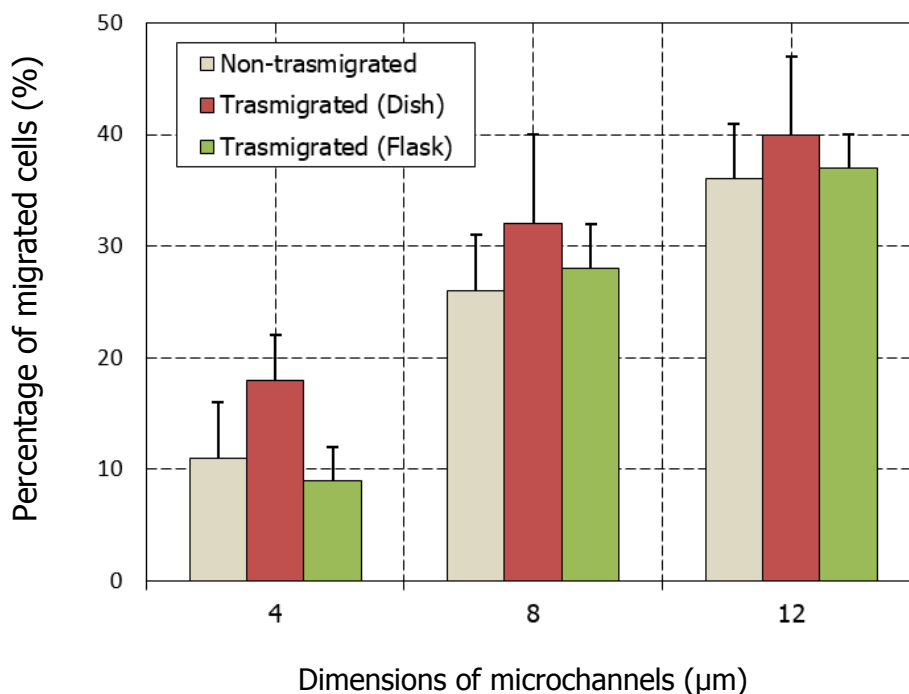 Percentage of migrated cells (%)
50
40
30
20
10
0
Non-trasmigrated
Trasmigrated (Dish)
Trasmigrated (Flask)
4 8 12
Dimensions of microchannels (µm)